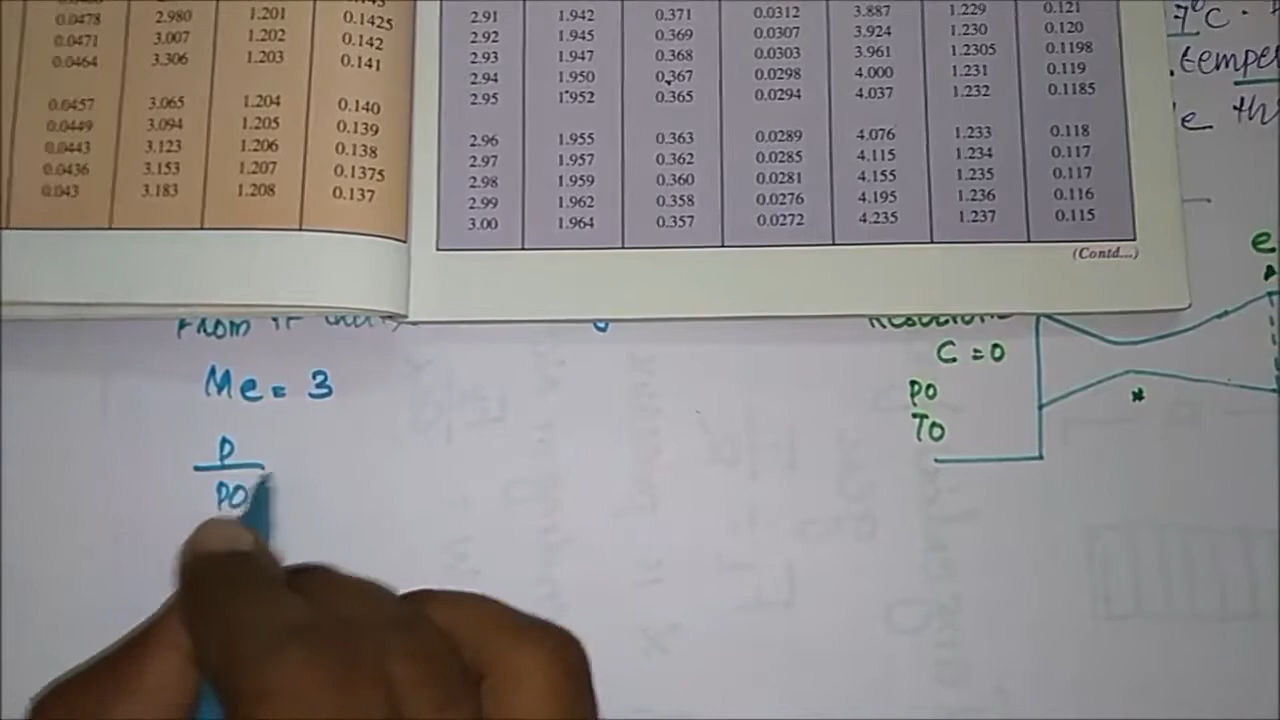 0.0478 2.980 1.201 0.1425
0.0471 3.007 1.202 0.142
0.0464 3.306 1.203 0.141
0.0457 3.065 1.204 0.140
0.0449 3.094 1.205 0.139
0.0443 3.123 1.206 0.138
0.0436 3.153 1.207 0.1375
0.043 3.183 1.208 0.137
2.91 1.942 0.371 0.0312 3.887 1.229 0.121
2.92 1.945 0.369 0.0307 3.924 1.230 0.120
2.93 1.947 0.368 0.0303 3.961 1.2305 0.1198
2.94 1.950 0.367 0.0298 4.000 1.231 0.119
2.95 1.952 0.365 0.0294 4.037 1.232 0.1185
2.96 1.955 0.363 0.0289 4.076 1.233 0.118
2.97 1.957 0.362 0.0285 4.115 1.234 0.117
2.98 1.959 0.360 0.0281 4.155 1.235 0.117
2.99 1.962 0.358 0.0276 4.195 1.236 0.116
3.00 1.964 0.357 0.0272 4.235 1.237 0.115
(Contd...)
7°C.
e
From
C = 0
Me = 3
PO
*
TO
P
PO